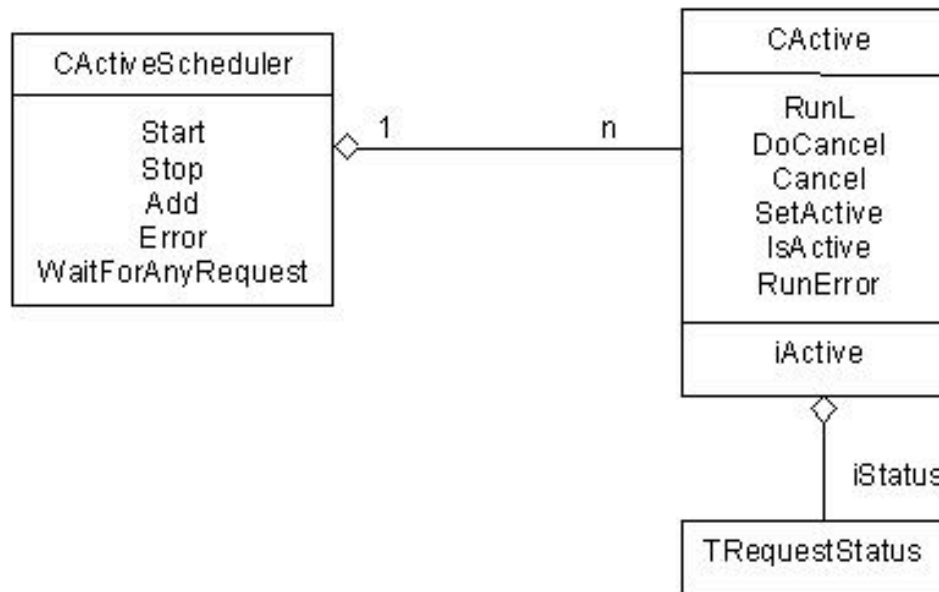 CActiveScheduler
Start
Stop
Add
Error
WaitForAnyRequest
1
n
CActive
RunL
DoCancel
Cancel
SetActive
IsActive
RunError
iActive
iStatus
TRequestStatus